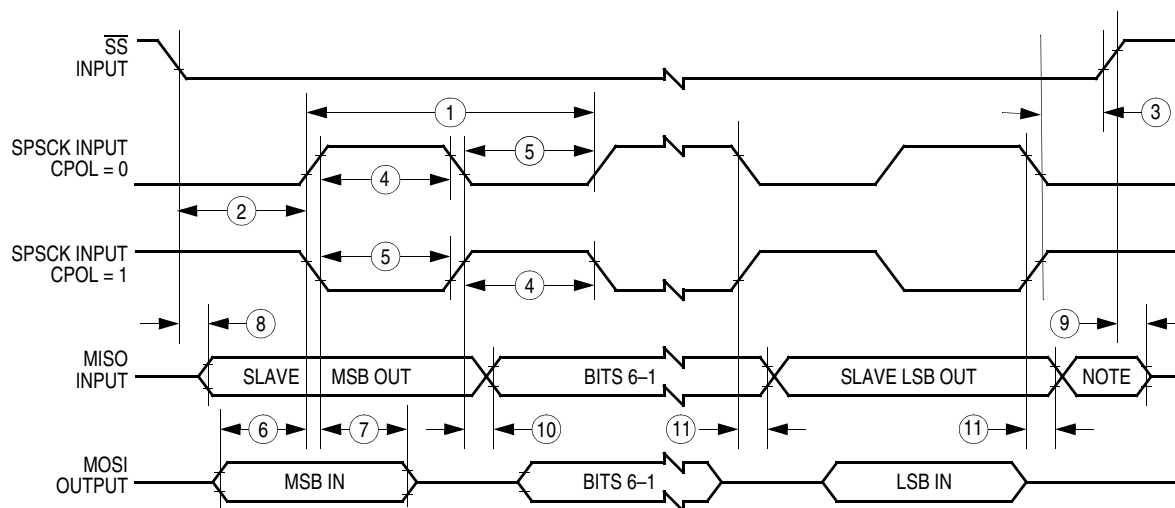 SS
INPUT
1
3
SPSCK INPUT
CPOL = 0
5
4
2
SPSCK INPUT
CPOL = 1
5
4
8
9
MISO
INPUT
SLAVE MSB OUT
BITS 6–1
SLAVE LSB OUT
NOTE
6
7
10
11
11
MOSI
OUTPUT
MSB IN
BITS 6–1
LSB IN